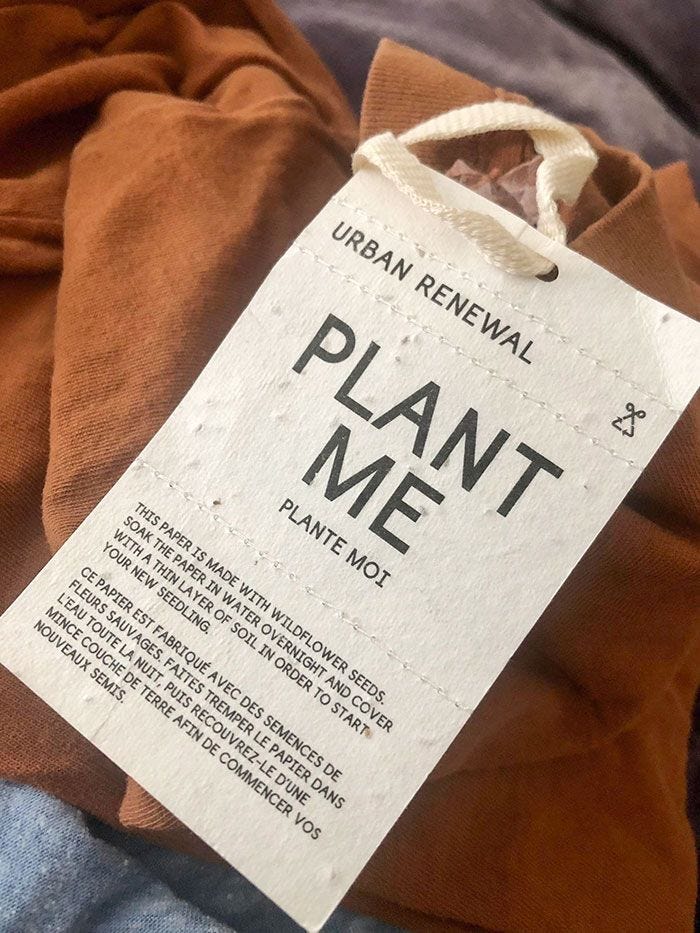 URBAN RENEWAL
PLANT
ME
PLANTE MOI
THIS PAPER IS MADE WITH WILDFLOWER SEEDS.
SOAK THE PAPER IN WATER OVERNIGHT AND COVER
WITH A THIN LAYER OF SOIL IN ORDER TO START
YOUR NEW SEEDLING.
CE PAPIER EST FABRIQUÉ AVEC DES SEMENCES DE
FLEURS SAUVAGES. FAITES TREMPER LE PAPIER DANS
L'EAU TOUTE LA NUIT, PUIS RECOUVREZ-LE D'UNE
MINCE COUCHE DE TERRE AFIN DE COMMENCER VOS
NOUVEAUX SEMIS.